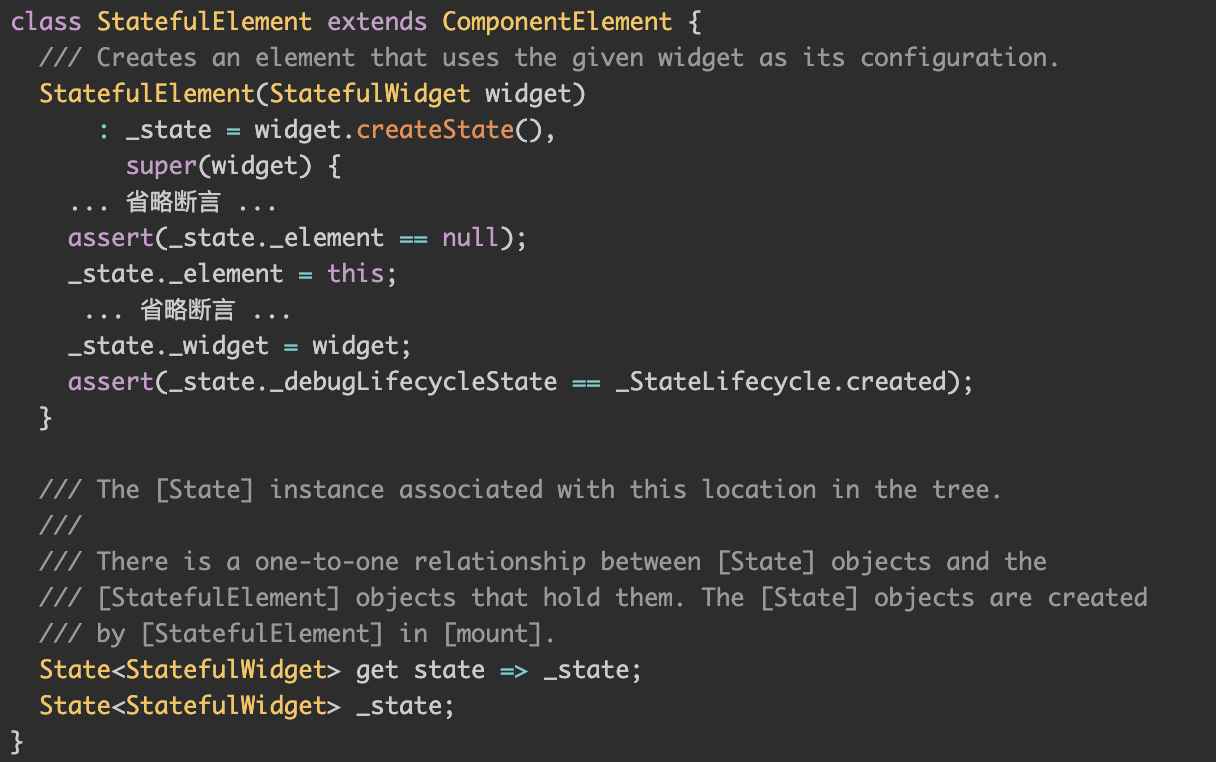 class StatefulElement extends ComponentElement {
  /// Creates an element that uses the given widget as its configuration.
  StatefulElement(StatefulWidget widget)
      : _state = widget.createState(),
        super(widget) {
    ... 省略断言 ...
    assert(_state._element == null);
    _state._element = this;
     ... 省略断言 ...
    _state._widget = widget;
    assert(_state._debugLifecycleState == _StateLifecycle.created);
  }

  /// The [State] instance associated with this location in the tree.
  ///
  /// There is a one-to-one relationship between [State] objects and the
  /// [StatefulElement] objects that hold them. The [State] objects are created
  /// by [StatefulElement] in [mount].
  State<StatefulWidget> get state => _state;
  State<StatefulWidget> _state;
}